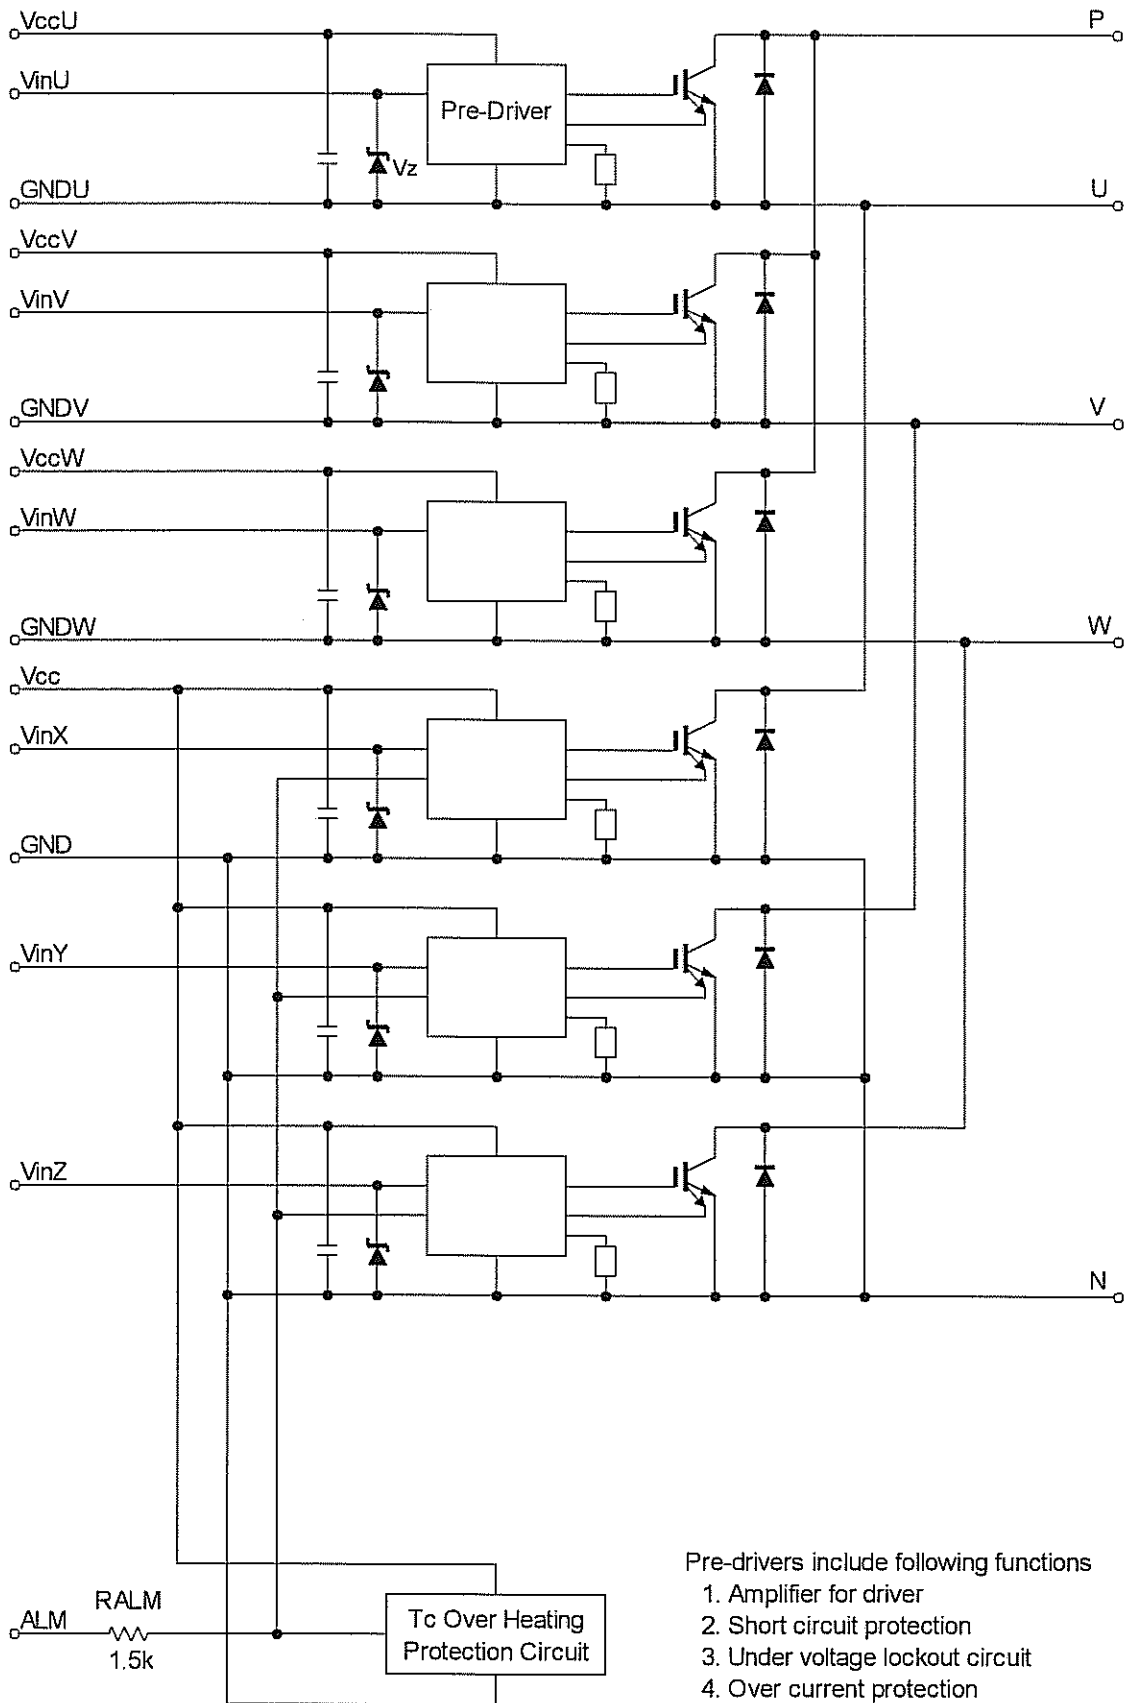 VccU
P
VinU
Pre-Driver
Vz
GNDU
U
VccV
VinV
GNDV
V
VccW
VinW
GNDW
W
Vcc
VinX
GND
VinY
VinZ
N
Pre-drivers include following functions
1. Amplifier for driver
2. Short circuit protection
3. Under voltage lockout circuit
4. Over current protection
RALM
ALM
1.5k
Tc Over Heating
Protection Circuit